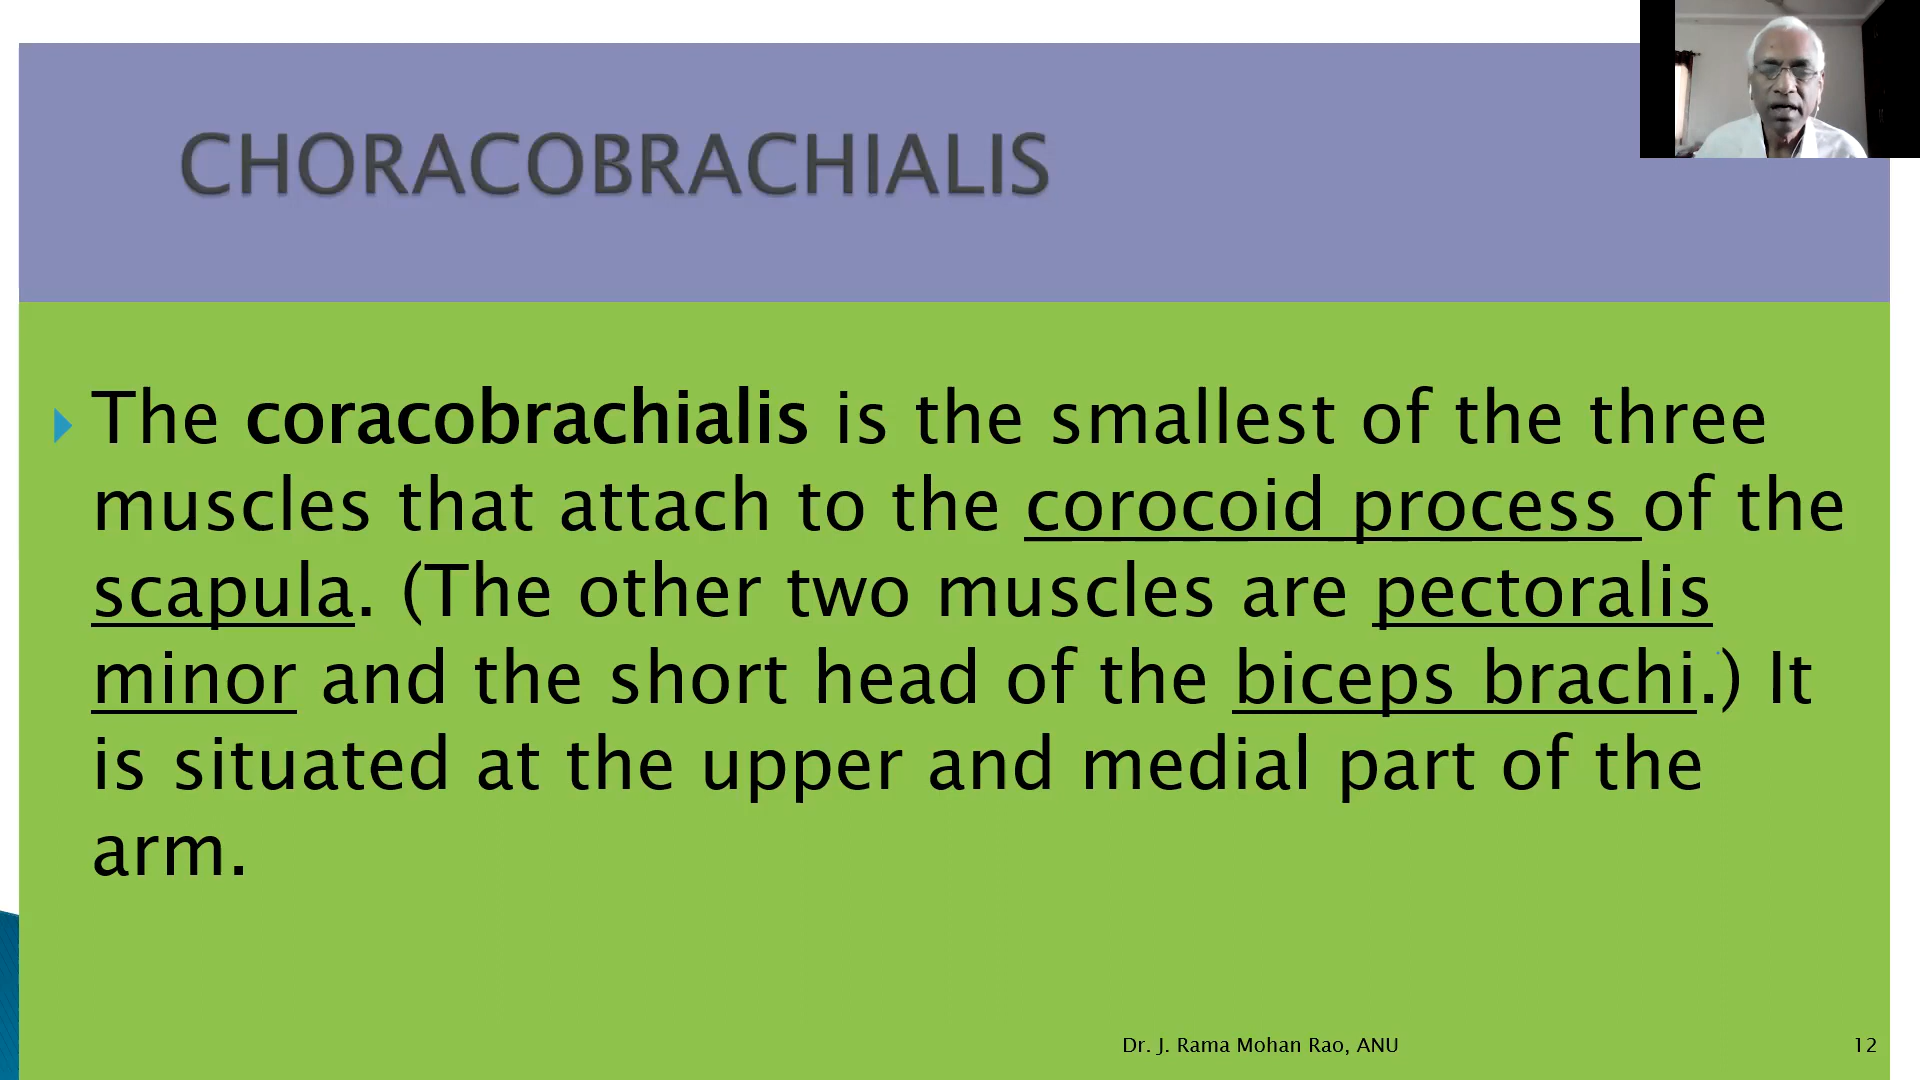 CHORACOBRACHIALIS
The coracobrachialis is the smallest of the three
muscles that attach to the corocoid process of the
scapula. (The other two muscles are pectoralis
minor and the short head of the biceps brachi.) It
is situated at the upper and medial part of the
arm.
Dr. J. Rama Mohan Rao, ANU
12